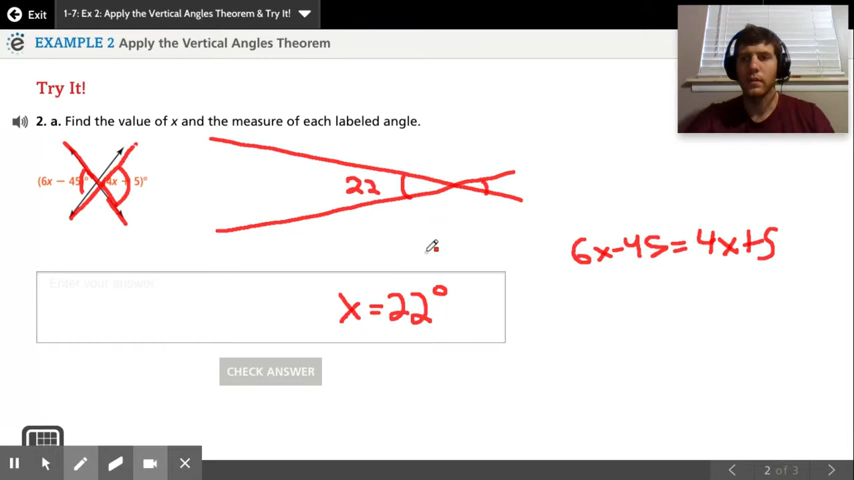 Exit
1-7: Ex 2: Apply the Vertical Angles Theorem & Try It!
e EXAMPLE 2 Apply the Vertical Angles Theorem
Try It!
2. a. Find the value of x and the measure of each labeled angle.
(6x − 45)° (4x + 5)°
22
6x-45=4x+5
Enter your answer.
x=22°
CHECK ANSWER
2 of 3